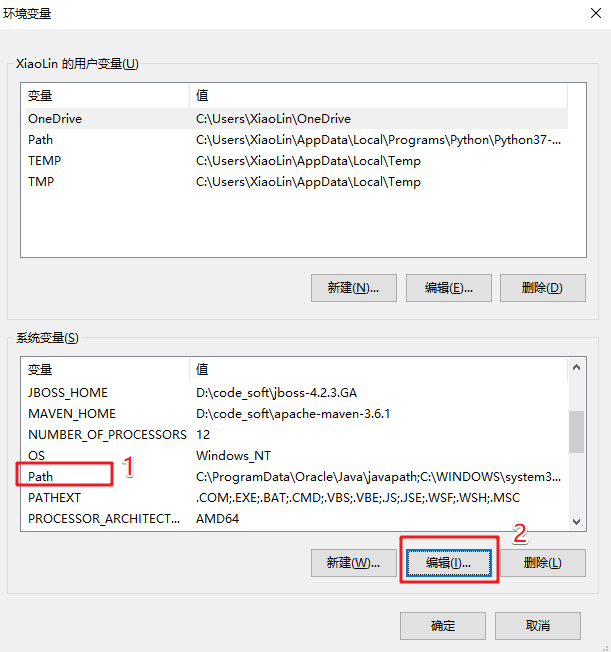 环境变量
XiaoLin 的用户变量(U)
变量 值
OneDrive C:\Users\XiaoLin\OneDrive
Path C:\Users\XiaoLin\AppData\Local\Programs\Python\Python37-...
TEMP C:\Users\XiaoLin\AppData\Local\Temp
TMP C:\Users\XiaoLin\AppData\Local\Temp
新建(N)... 编辑(E)... 删除(D)
系统变量(S)
变量 值
JBOSS_HOME D:\code_soft\jboss-4.2.3.GA
MAVEN_HOME D:\code_soft\apache-maven-3.6.1
NUMBER_OF_PROCESSORS 12
OS Windows_NT
Path 1 C:\ProgramData\Oracle\Java\javapath;C:\WINDOWS\system3...
PATHEXT .COM;.EXE;.BAT;.CMD;.VBS;.VBE;.JS;.JSE;.WSF;.WSH;.MSC
PROCESSOR_ARCHITECT... AMD64
2
新建(W)... 编辑(I)... 删除(L)
确定 取消